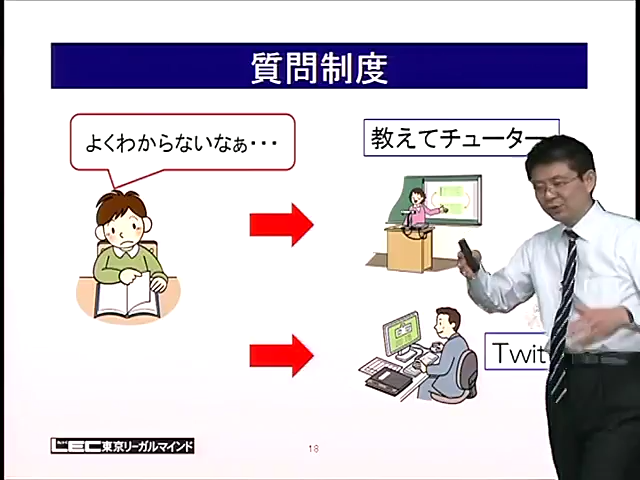 質問制度
よくわからないなぁ・・・
教えてチューター
Twit
LEC東京リーガルマインド
18